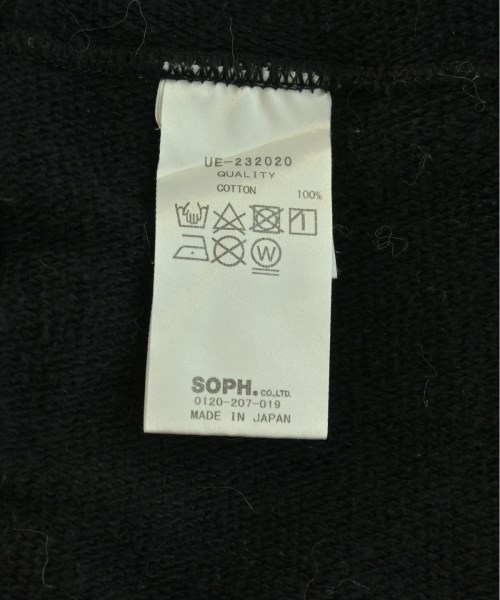 UE-232020
QUALITY
COTTON 100%
W
SOPH. CO.,LTD.
0120-207-019
MADE IN JAPAN